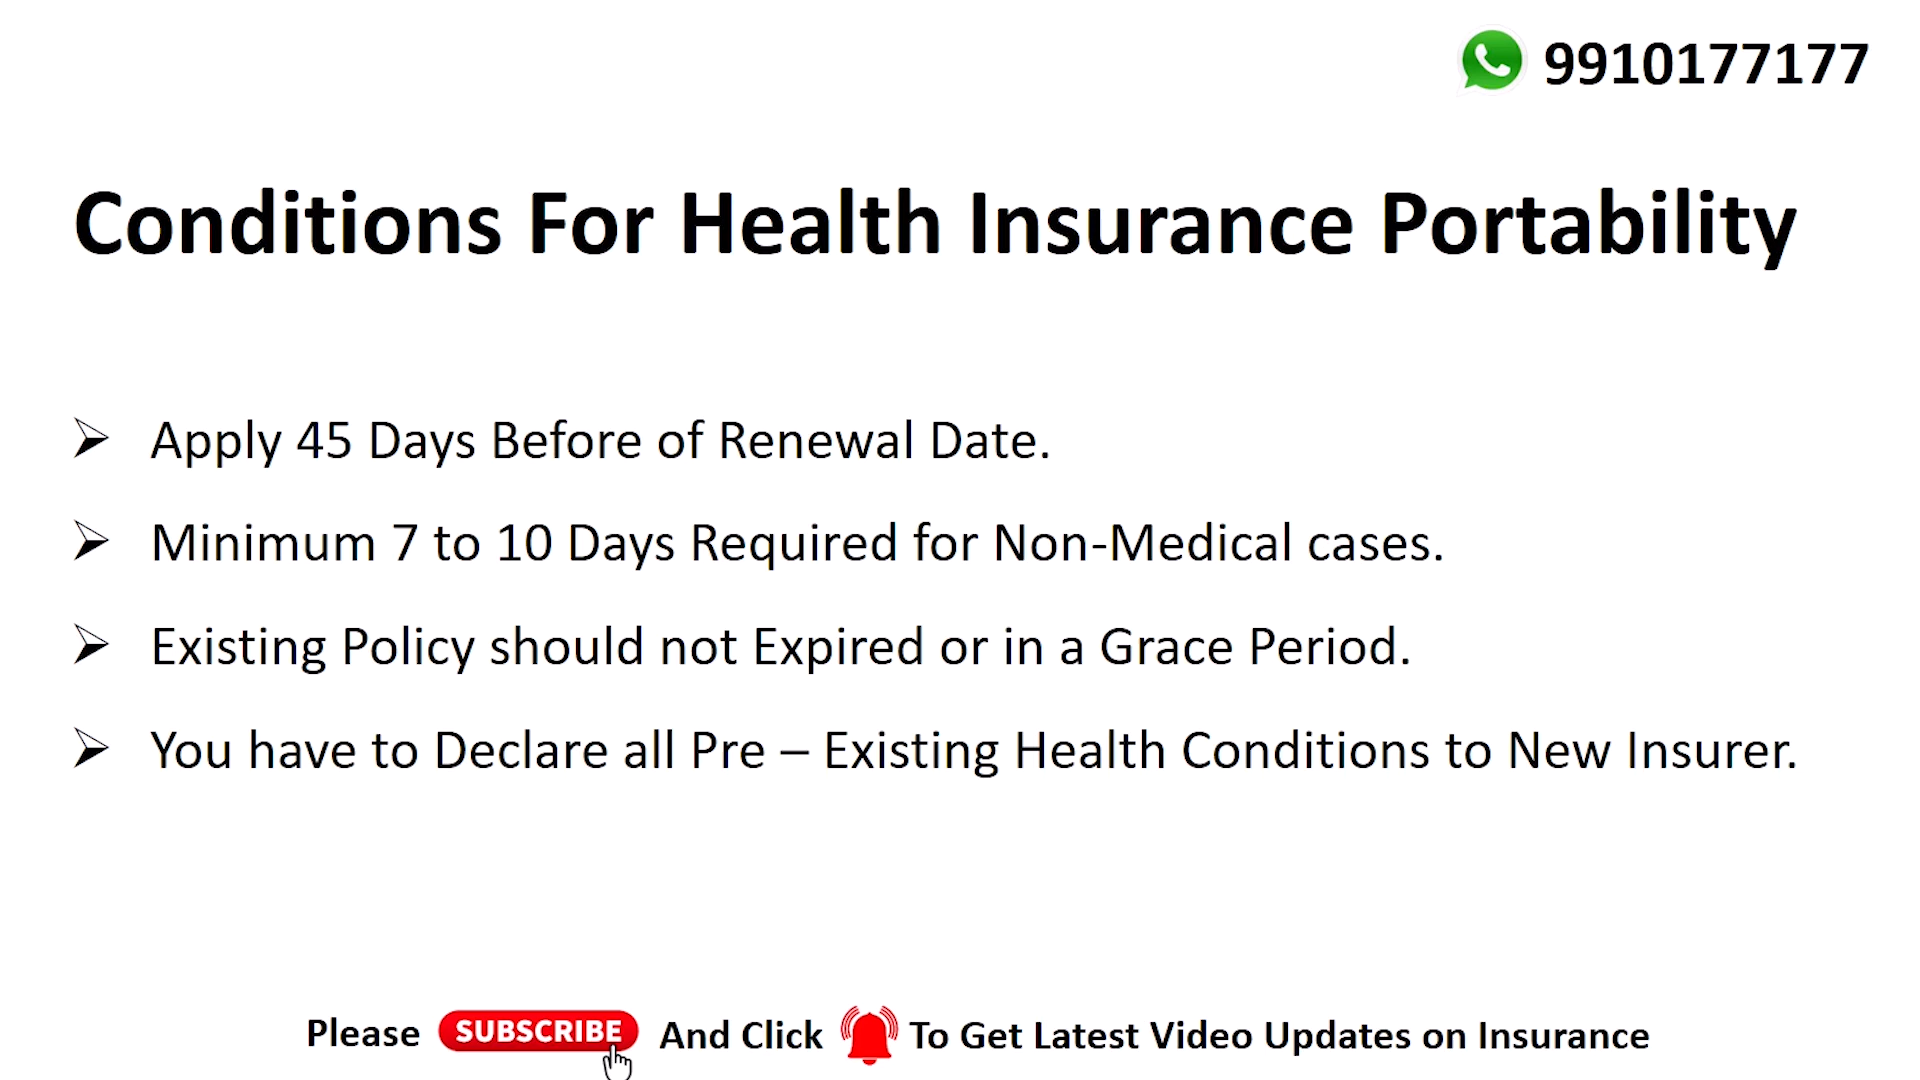 9910177177
Conditions For Health Insurance Portability
➢ Apply 45 Days Before of Renewal Date.
➢ Minimum 7 to 10 Days Required for Non-Medical cases.
➢ Existing Policy should not Expired or in a Grace Period.
➢ You have to Declare all Pre – Existing Health Conditions to New Insurer.
Please SUBSCRIBE And Click To Get Latest Video Updates on Insurance